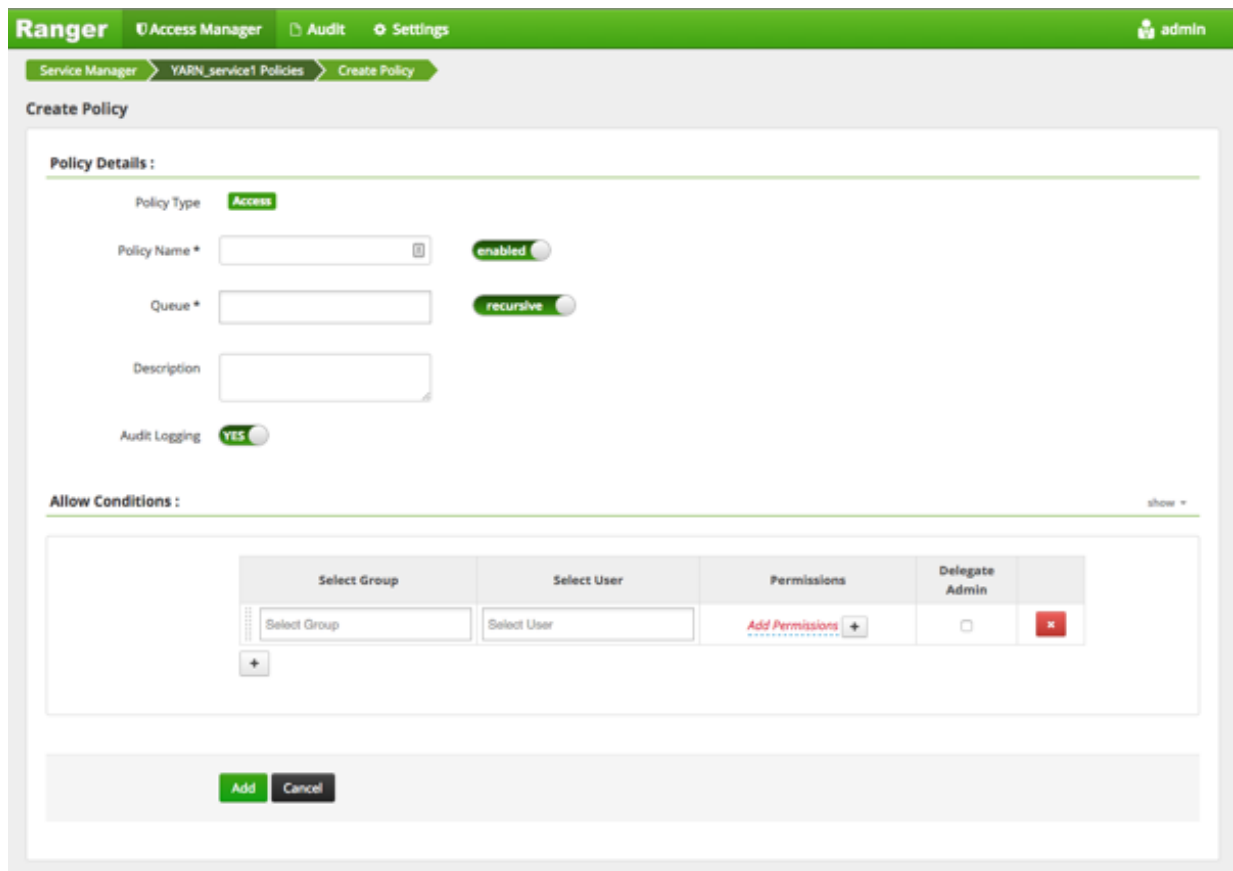 Ranger Access Manager Audit Settings admin
Service Manager YARN_service1 Policies Create Policy
Create Policy
Policy Details :
Policy Type Access
Policy Name * enabled
Queue * recursive
Description
Audit Logging YES
Allow Conditions : show
Select Group Select User Permissions Delegate
Admin
Select Group Select User Add Permissions +
+
Add Cancel